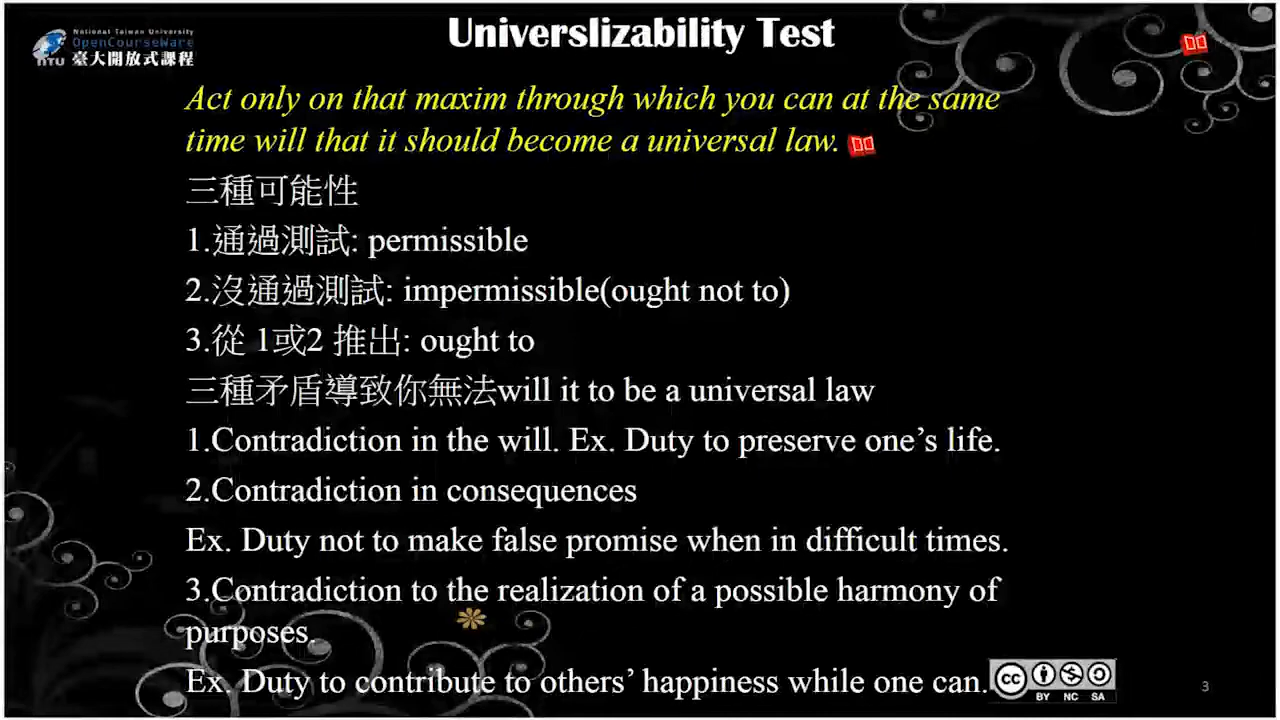 Universlizability Test
National Taiwan University
OpenCourseWare
NTU 臺大開放式課程
Act only on that maxim through which you can at the same
time will that it should become a universal law.
三種可能性
1.通過測試: permissible
2.沒通過測試: impermissible(ought not to)
3.從 1或2 推出: ought to
三種矛盾導致你無法will it to be a universal law
1.Contradiction in the will. Ex. Duty to preserve one’s life.
2.Contradiction in consequences
Ex. Duty not to make false promise when in difficult times.
3.Contradiction to the realization of a possible harmony of
purposes.
Ex. Duty to contribute to others’ happiness while one can.
cc BY NC SA
3